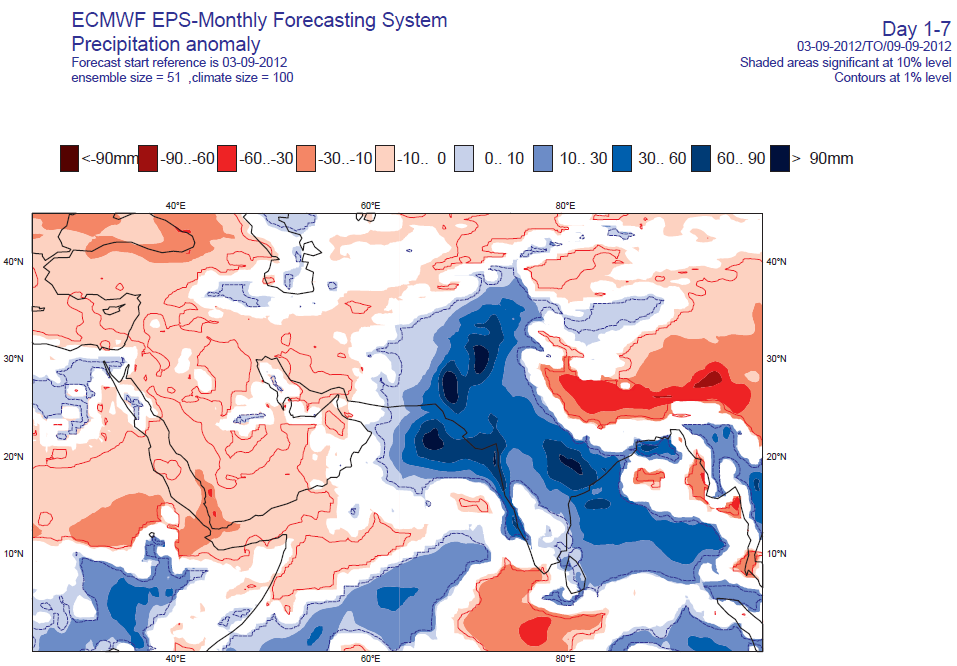 ECMWF EPS-Monthly Forecasting System
Precipitation anomaly
Forecast start reference is 03-09-2012
ensemble size = 51 ,climate size = 100
Day 1-7
03-09-2012/TO/09-09-2012
Shaded areas significant at 10% level
Contours at 1% level
<-90mm -90..-60 -60..-30 -30..-10 -10.. 0 0.. 10 10.. 30 30.. 60 60.. 90 > 90mm
40°E 60°E 80°E
40°N 40°N
30°N 30°N
20°N 20°N
10°N 10°N
40°E 60°E 80°E